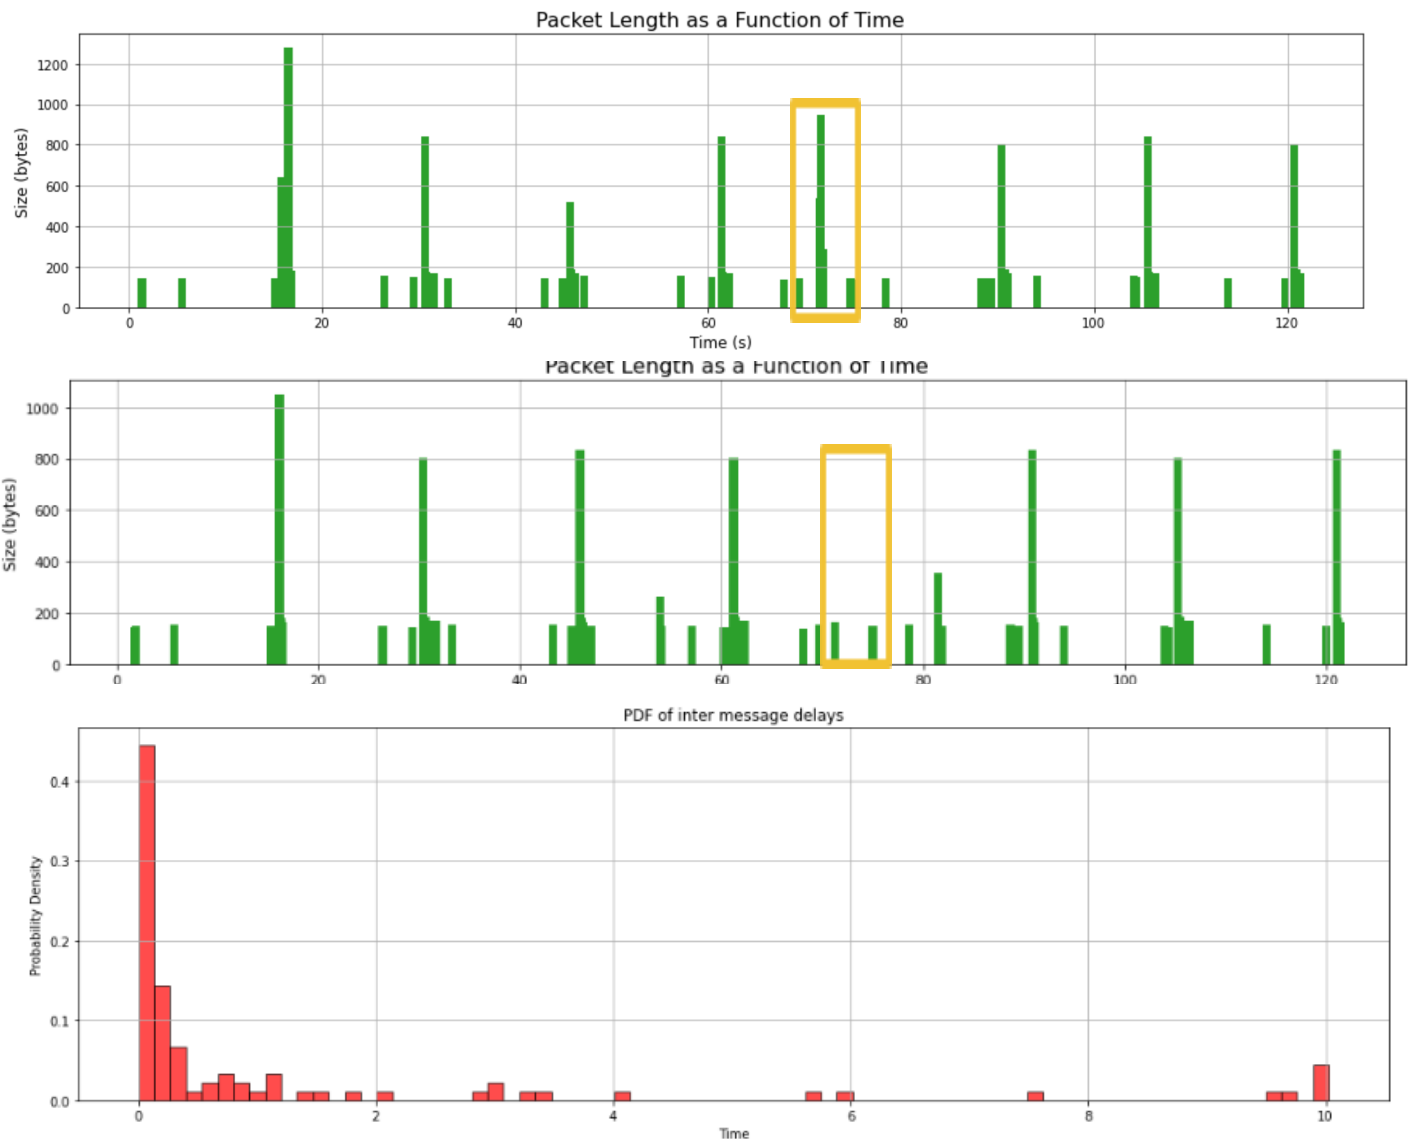 Packet Length as a Function of Time
1200
1000
800
600
400
200
0
Size (bytes)
0 20 40 60 80 100 120
Time (s)
Packet Length as a Function of Time
1000
800
600
400
200
0
Size (bytes)
0 20 40 60 80 100 120
PDF of inter message delays
0.4
0.3
0.2
0.1
0.0
Probability Density
0 2 4 6 8 10
Time